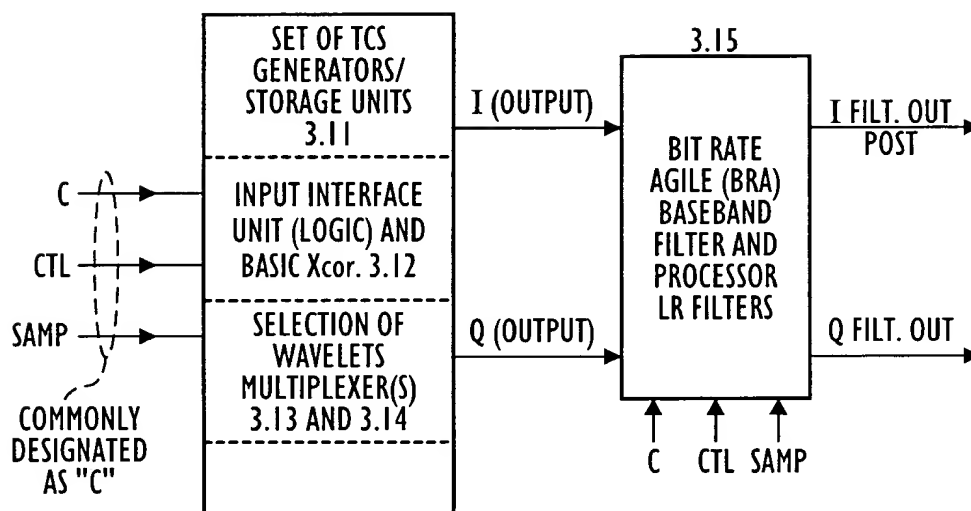 SET OF TCS
GENERATORS/
STORAGE UNITS
3.11
INPUT INTERFACE
UNIT (LOGIC) AND
BASIC Xcor. 3.12
SELECTION OF
WAVELETS
MULTIPLEXER(S)
3.13 AND 3.14
C
CTL
SAMP
COMMONLY
DESIGNATED
AS "C"
I (OUTPUT)
Q (OUTPUT)
3.15
BIT RATE
AGILE (BRA)
BASEBAND
FILTER AND
PROCESSOR
LR FILTERS
C CTL SAMP
I FILT. OUT
POST
Q FILT. OUT